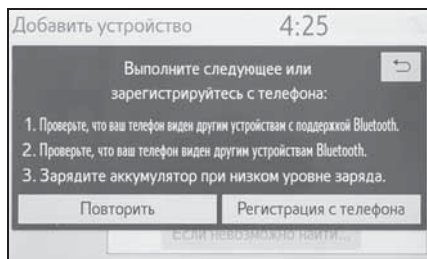 Добавить устройство 4:25
Выполните следующее или
зарегистрируйтесь с телефона:
1. Проверьте, что ваш телефон виден другим устройствам с поддержкой Bluetooth.
2. Проверьте, что ваш телефон виден другим устройствам Bluetooth.
3. Зарядите аккумулятор при низком уровне заряда.
Повторить Регистрация с телефона
Если невозможно найти...